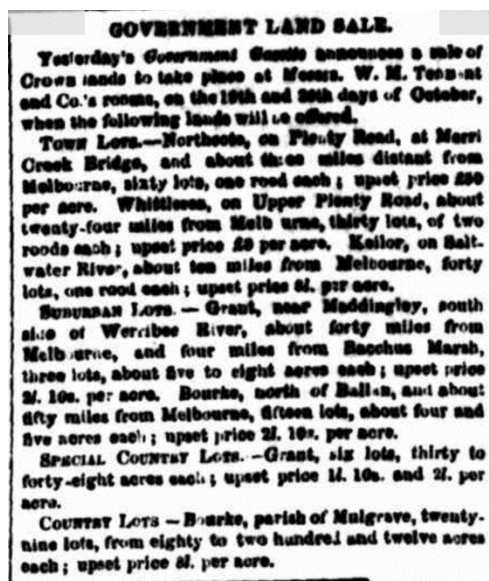 GOVERNMENT LAND SALE.
Yesterday's Government Gazette announces a sale of
Crown lands to take place at Messrs. W. M. Tennent
and Co.'s rooms, on the 19th and 20th days of October,
when the following lands will be offered.
TOWN LOTS.—Northcote, on Plenty Road, at Merri
Creek Bridge, and about three miles distant from
Melbourne, sixty lots, one rood each; upset price
per acre. Whittlesea, on Upper Plenty Road, about
twenty-four miles from Melb urne, thirty lots, of two
roods each; upset price £8 per acre. Keilor, on Salt-
water River, about ten miles from Melbourne, forty
lots, one rood each; upset price 8l. per acre.
SUBURBAN LOTS.—Grant, near Maddingley, south
side of Werribee River, about forty miles from
Melbourne, and four miles from Bacchus Marsh,
three lots, about five to eight acres each; upset price
2l. 10s. per acre. Bourke, north of Ballan, and about
fifty miles from Melbourne, fifteen lots, about four and
five acres each; upset price 2l. 10s. per acre.
SPECIAL COUNTRY LOTS.—Grant, six lots, thirty to
forty-eight acres each; upset price 1l. 10s. and 2l. per
acre.
COUNTRY LOTS—Bourke, parish of Mulgrave, twenty-
nine lots, from eighty to two hundred and twelve acres
each; upset price 1l. per acre.